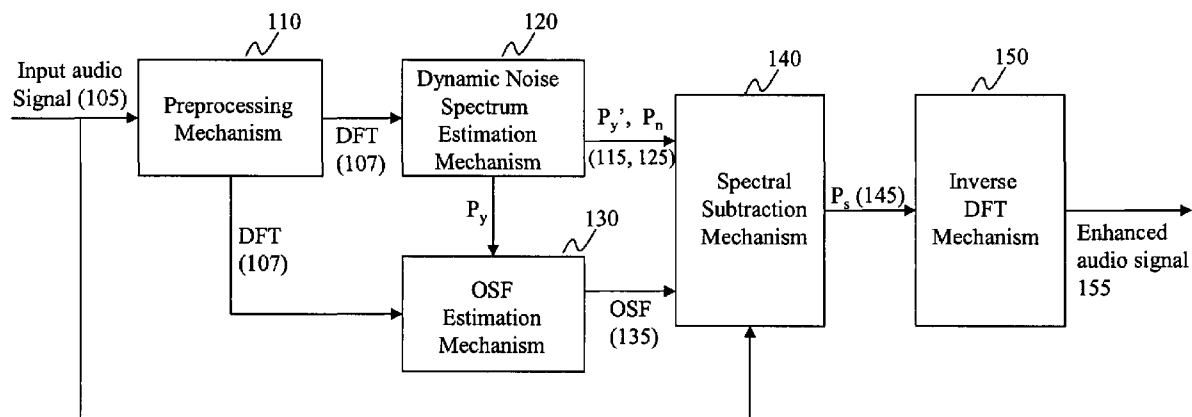 110
120
140
150
Input audio
Signal (105)
Preprocessing
Mechanism
DFT
(107)
Dynamic Noise
Spectrum
Estimation
Mechanism
Py', Pn
(115, 125)
Spectral
Subtraction
Mechanism
Ps (145)
Inverse
DFT
Mechanism
Enhanced
audio signal
155
DFT
(107)
Py
130
OSF
Estimation
Mechanism
OSF
(135)